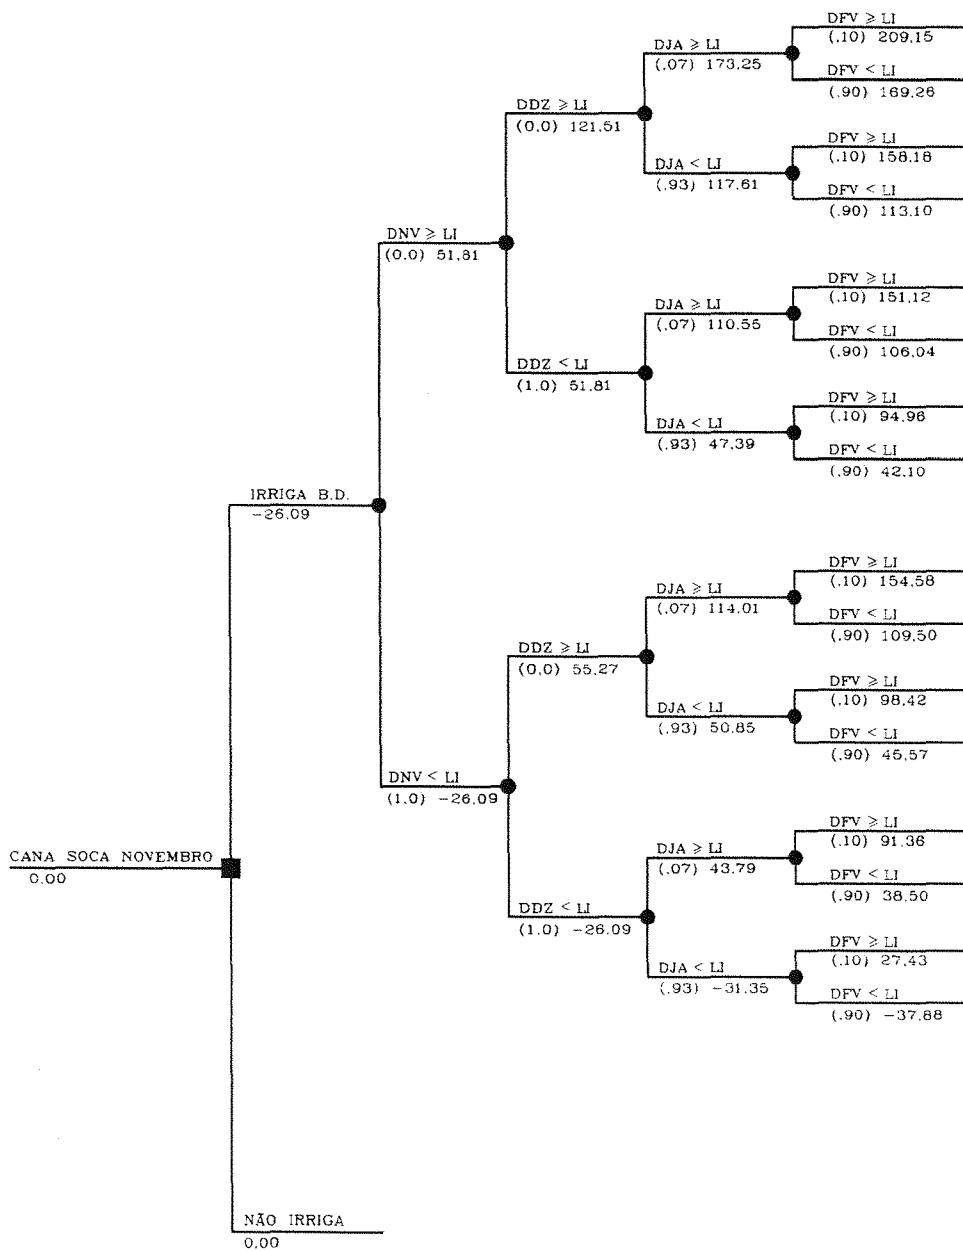 DFV ⩾ LI
(.10) 209,15
DJA ⩾ LI
(.07) 173,25
DFV < LI
(.90) 169,26
DDZ ⩾ LI
(0,0) 121,51
DFV ⩾ LI
(.10) 158,18
DJA < LI
(.93) 117,61
DFV < LI
(.90) 113,10
DNV ⩾ LI
(0,0) 51,81
DFV ⩾ LI
(.10) 151,12
DJA ⩾ LI
(.07) 110,55
DFV < LI
(.90) 106,04
DDZ < LI
(1,0) 51,81
DFV ⩾ LI
(.10) 94,96
DJA < LI
(.93) 47,39
DFV < LI
(.90) 42,10
IRRIGA B.D.
-26,09
DFV ⩾ LI
(.10) 154,58
DJA ⩾ LI
(.07) 114,01
DFV < LI
(.90) 109,50
DDZ ⩾ LI
(0,0) 55,27
DFV ⩾ LI
(.10) 98,42
DJA < LI
(.93) 50,85
DFV < LI
(.90) 45,57
DNV < LI
(1,0) -26,09
DFV ⩾ LI
(.10) 91,36
DJA ⩾ LI
(.07) 43,79
DFV < LI
(.90) 38,50
CANA SOCA NOVEMBRO
0,00
DDZ < LI
(1,0) -26,09
DFV ⩾ LI
(.10) 27,43
DJA < LI
(.93) -31,35
DFV < LI
(.90) -37,88
NÃO IRRIGA
0,00